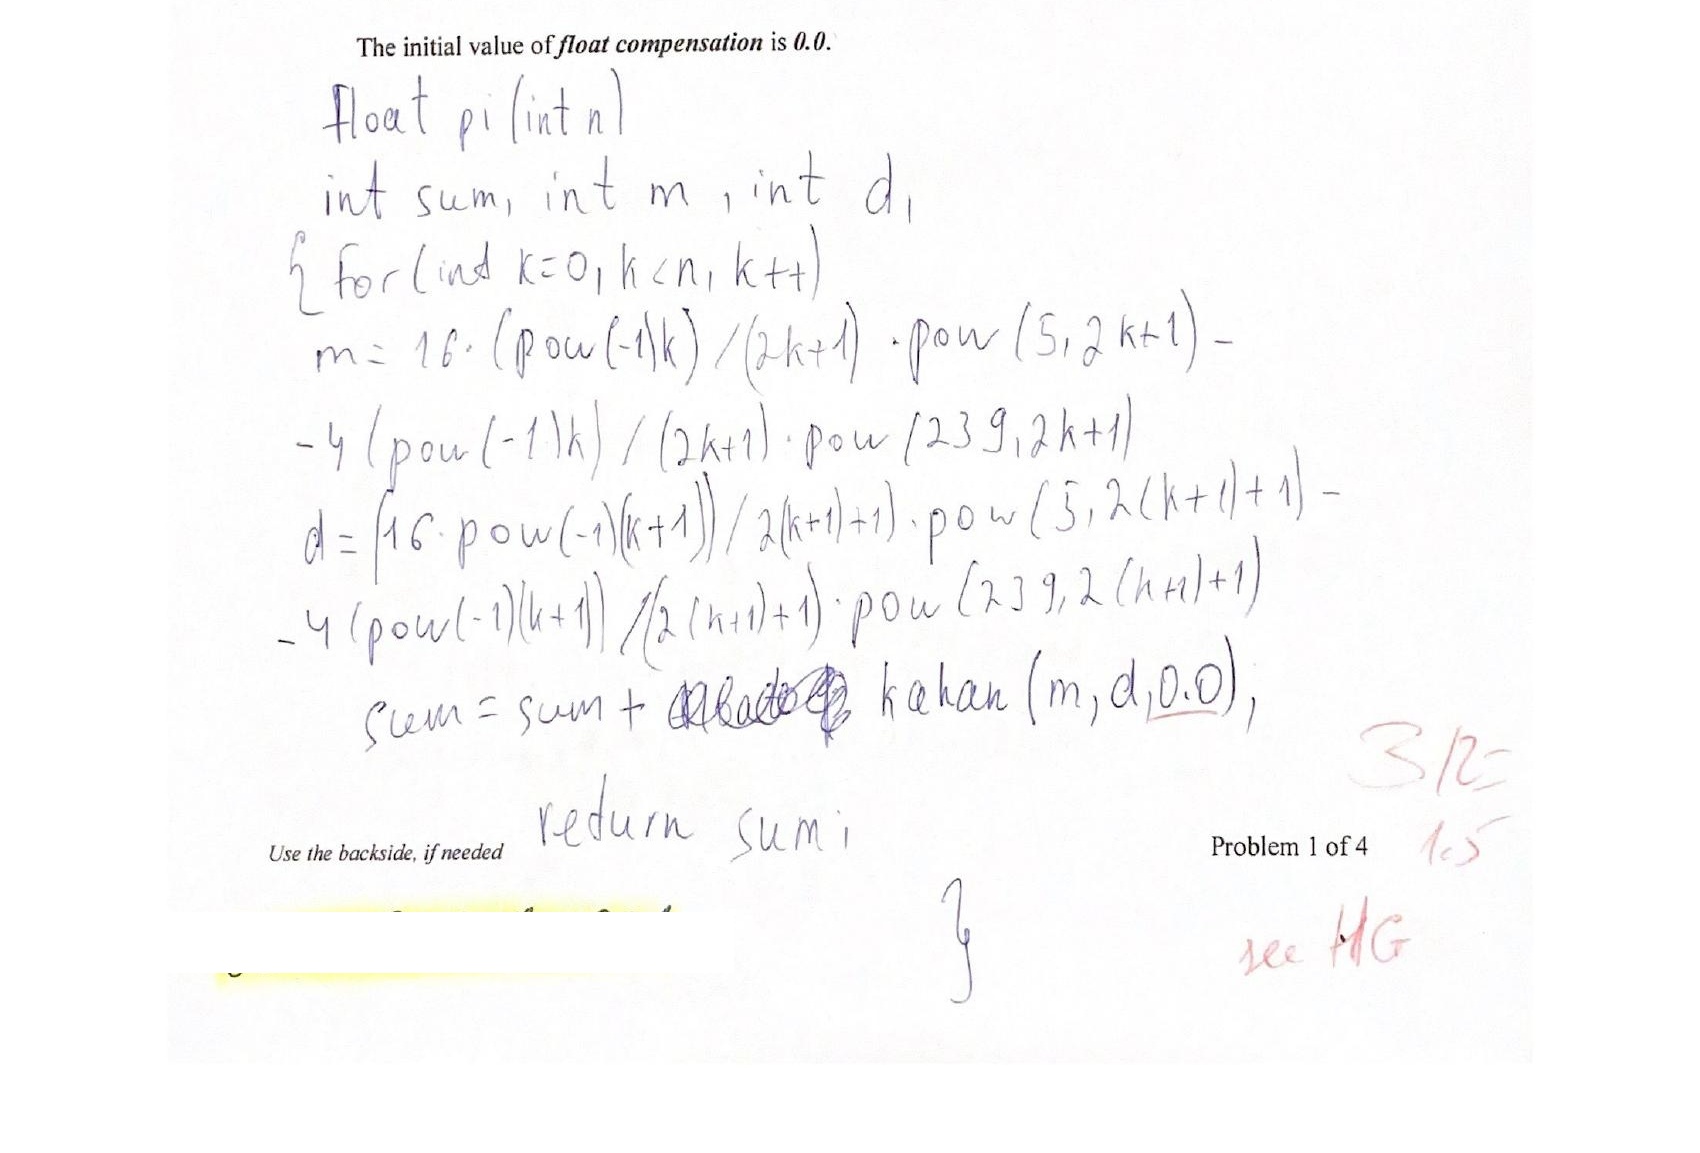 The initial value of float compensation is 0.0.
float pi (int n)
int sum, int m, int d,
{ for (int k=0, k<n, k++)
m = 16· (pow(-1)k) / (2k+1) · pow (5, 2k+1) -
-4 (pow(-1)k) / (2k+1) · pow (239, 2k+1)
d = (16· pow(-1)(k+1)) / 2(k+1)+1) · pow (5, 2(k+1)+1) -
-4 (pow(-1)(k+1)) /(2(k+1)+1) · pow (239, 2(k+1)+1)
sum = sum + kahan (m, d, 0.0),
3/2=
return sum;
Use the backside, if needed
Problem 1 of 4
1.5
}
see HG